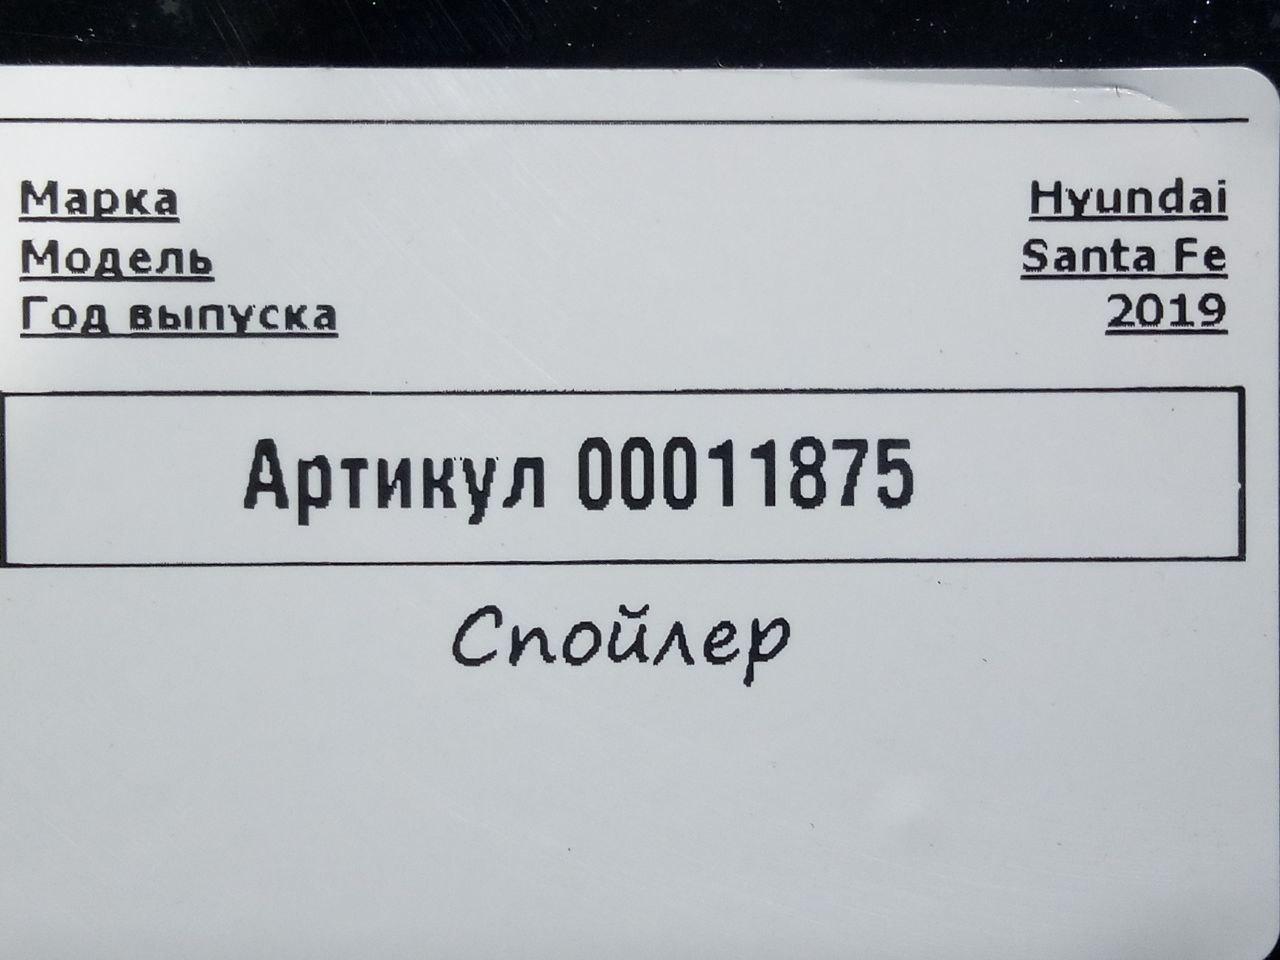 Марка Hyundai
Модель Santa Fe
Год выпуска 2019
Артикул 00011875
Спойлер